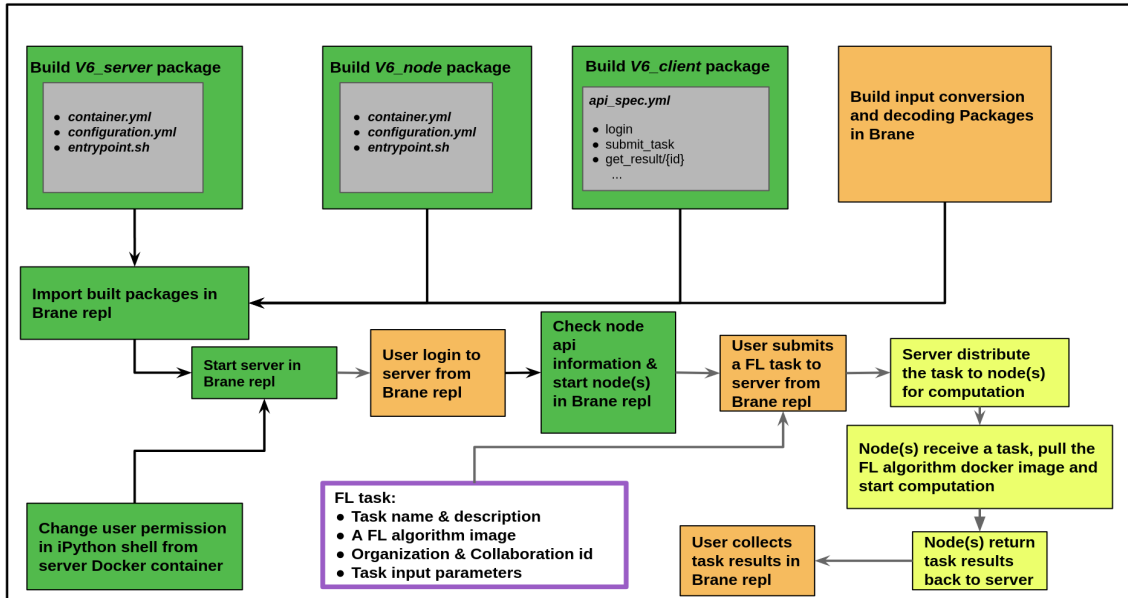 Build V6_server package
● container.yml
● configuration.yml
● entrypoint.sh
Build V6_node package
● container.yml
● configuration.yml
● entrypoint.sh
Build V6_client package
api_spec.yml
● login
● submit_task
● get_result/{id}
...
Build input conversion
and decoding Packages
in Brane
Import built packages in
Brane repl
Start server in
Brane repl
User login to
server from
Brane repl
Check node
api
information &
start node(s)
in Brane repl
User submits
a FL task to
server from
Brane repl
Server distribute
the task to node(s)
for computation
Node(s) receive a task, pull the
FL algorithm docker image and
start computation
Change user permission
in iPython shell from
server Docker container
FL task:
● Task name & description
● A FL algorithm image
● Organization & Collaboration id
● Task input parameters
User collects
task results in
Brane repl
Node(s) return
task results
back to server